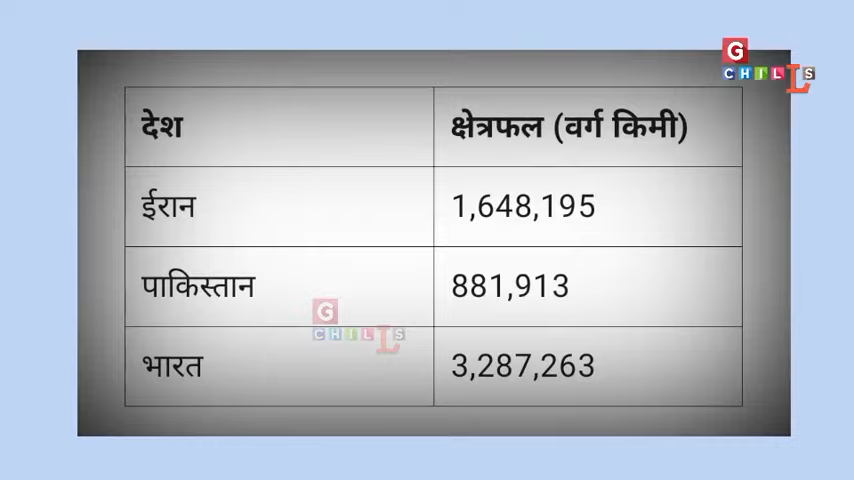 G
CHILLS
देश
क्षेत्रफल (वर्ग किमी)
ईरान
1,648,195
पाकिस्तान
881,913
G
CHILLS
भारत
3,287,263